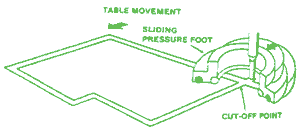 TABLE MOVEMENT
SLIDING
PRESSURE FOOT
CUT-OFF POINT